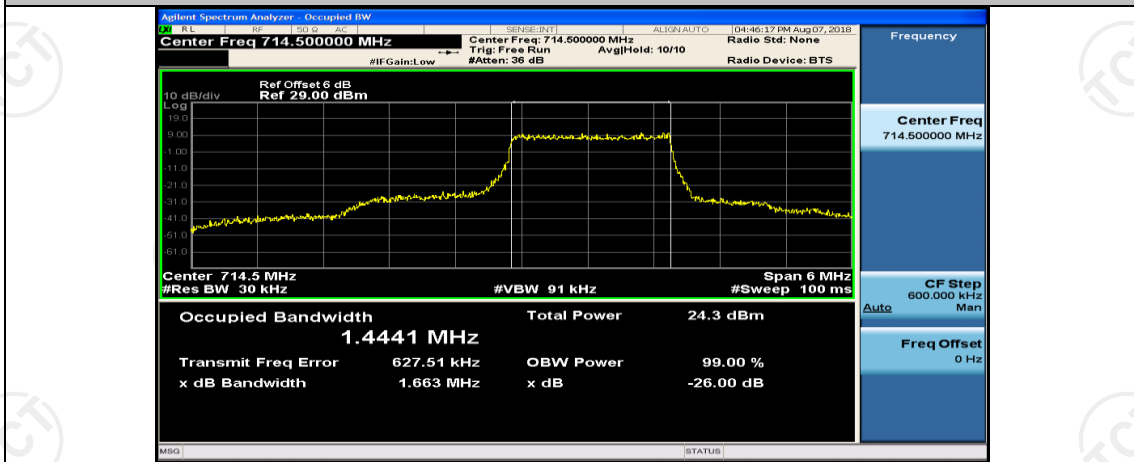 Agilent Spectrum Analyzer - Occupied BW
LXI RL RF 50 Ω AC SENSE:INT ALIGN AUTO 04:46:17 PM Aug 07, 2018
Center Freq 714.500000 MHz
Center Freq: 714.500000 MHz
Radio Std: None
Trig: Free Run Avg|Hold: 10/10
#IFGain:Low
#Atten: 36 dB
Radio Device: BTS
Ref Offset 6 dB
10 dB/div Ref 29.00 dBm
Log
19.0
9.00
-1.00
-11.0
-21.0
-31.0
-41.0
-51.0
-61.0
Center 714.5 MHz
Span 6 MHz
#Res BW 30 kHz
#VBW 91 kHz
#Sweep 100 ms
Occupied Bandwidth
Total Power 24.3 dBm
1.4441 MHz
Transmit Freq Error 627.51 kHz
OBW Power 99.00 %
x dB Bandwidth 1.663 MHz
x dB -26.00 dB
MSG
STATUS
Frequency
Center Freq
714.500000 MHz
CF Step
600.000 kHz
Auto Man
Freq Offset
0 Hz
TCT
TCT
TCT
TCT